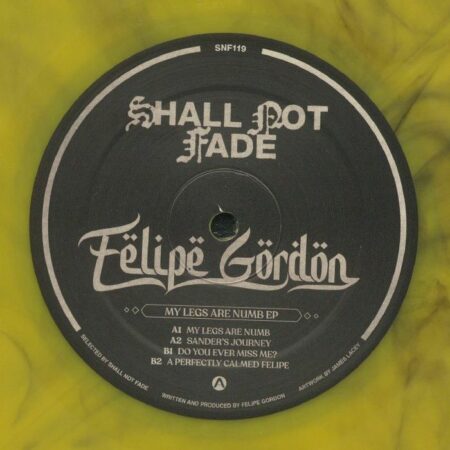 SNF119
SHALL NOT
FADE
Fëlipë Gördön
MY LEGS ARE NUMB EP
A1 MY LEGS ARE NUMB
A2 SANDER'S JOURNEY
B1 DO YOU EVER MISS ME?
B2 A PERFECTLY CALMED FELIPE
A
SELECTED BY SHALL NOT FADE
WRITTEN AND PRODUCED BY FELIPE GORDON
ARTWORK BY JAMES LACEY